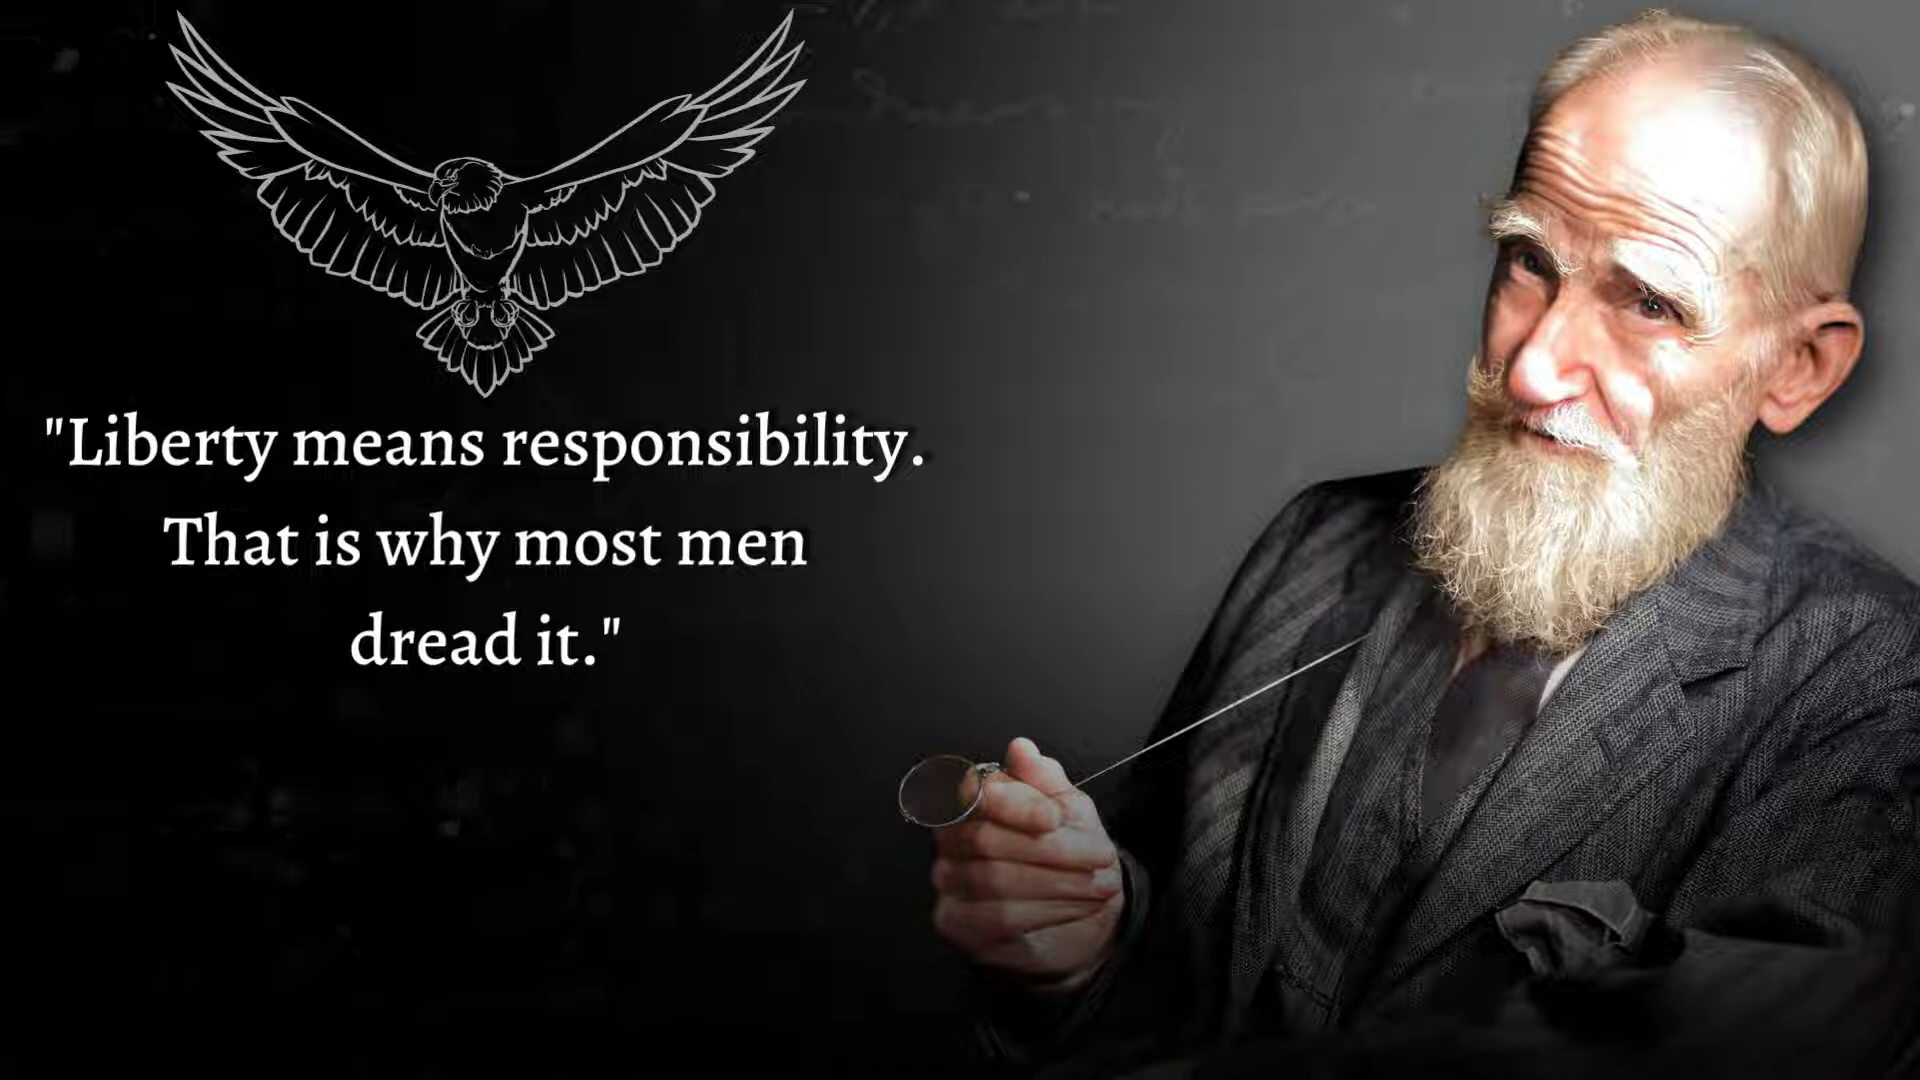 "Liberty means responsibility.
That is why most men
dread it."